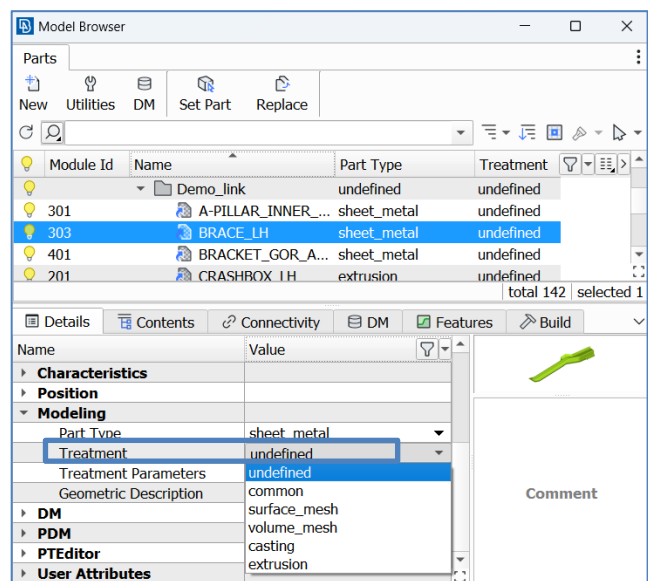 Model Browser
Parts
New Utilities DM Set Part Replace
Module Id Name Part Type Treatment
Demo_link undefined undefined
301 A-PILLAR_INNER_... sheet_metal undefined
303 BRACE_LH sheet_metal undefined
401 BRACKET_GOR_A... sheet_metal undefined
201 CRASHBOX_LH extrusion undefined
total 142 selected 1
Details Contents Connectivity DM Features Build
Name Value
Characteristics
Position
Modeling
Part Type sheet_metal
Treatment undefined
Treatment Parameters undefined
Geometric Description common
surface_mesh
DM volume_mesh
PDM casting
PTEditor extrusion
User Attributes
Comment